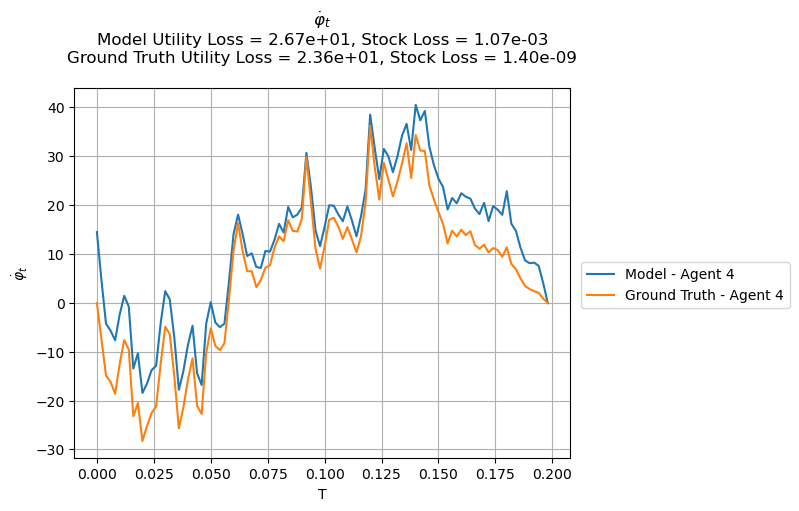 φ̇ₜ
Model Utility Loss = 2.67e+01, Stock Loss = 1.07e-03
Ground Truth Utility Loss = 2.36e+01, Stock Loss = 1.40e-09
40
30
20
10
0
−10
−20
−30
φ̇ₜ
0.000 0.025 0.050 0.075 0.100 0.125 0.150 0.175 0.200
T
Model - Agent 4
Ground Truth - Agent 4